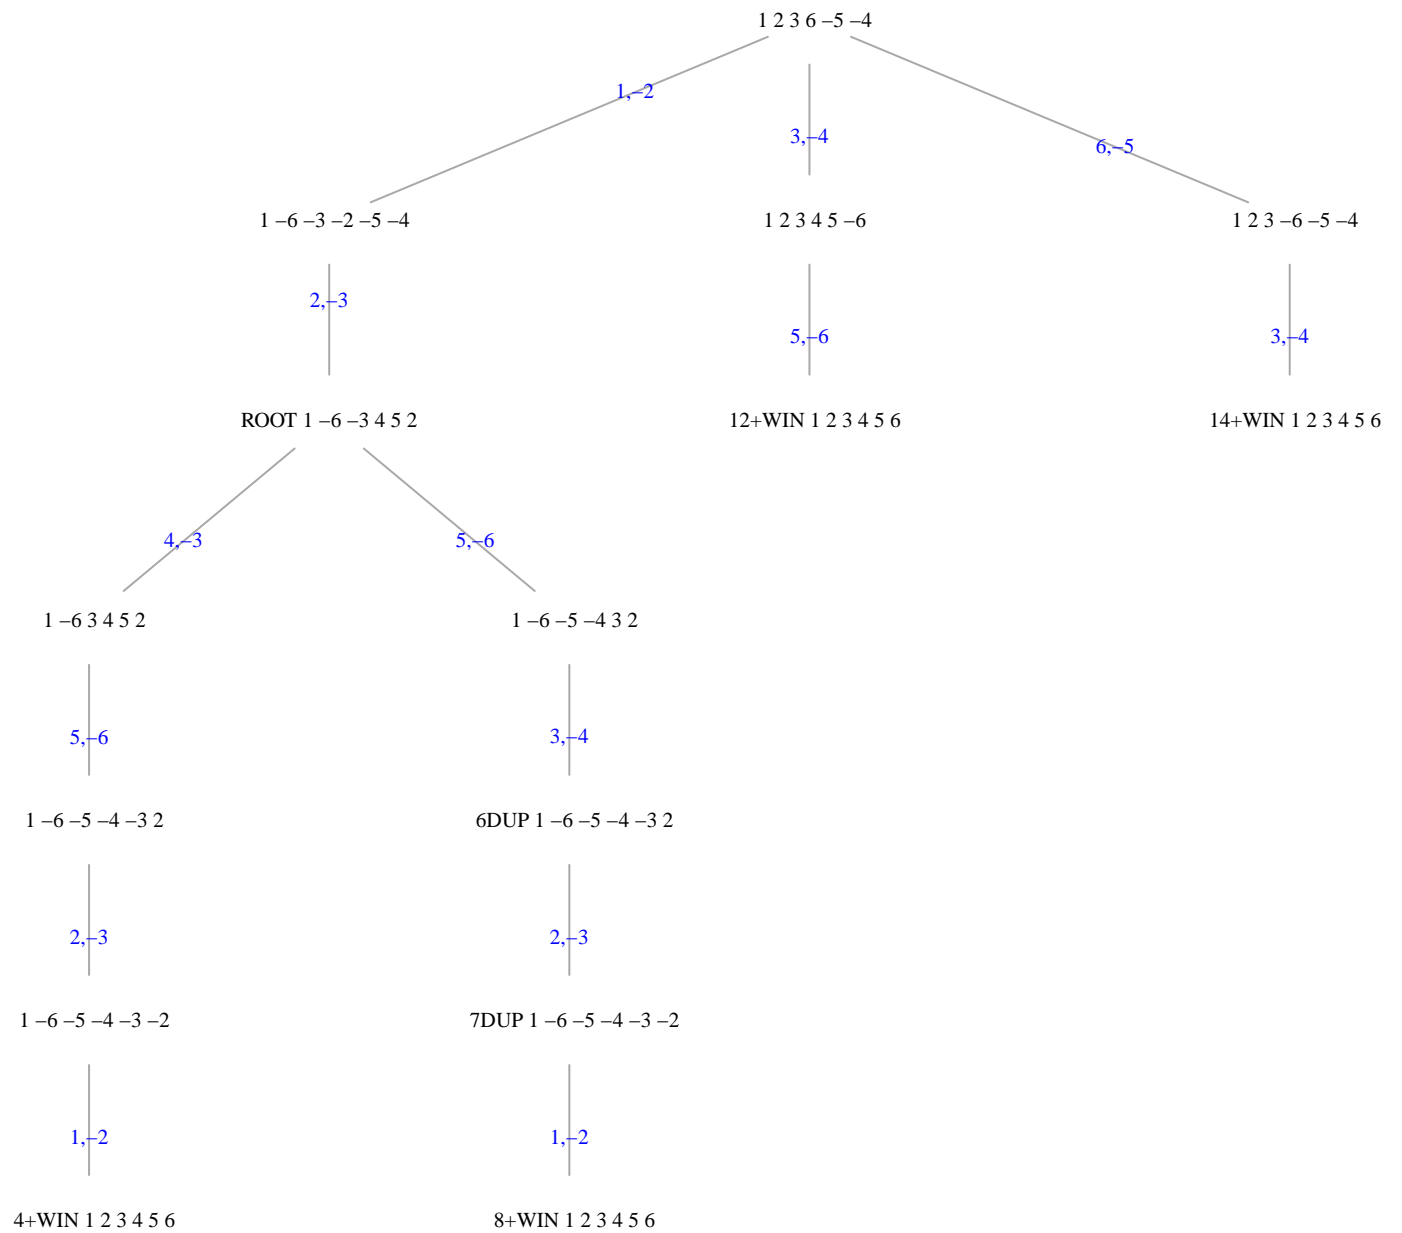 1 2 3 6 –5 –4
1,–2
3,–4
6,–5
1 –6 –3 –2 –5 –4
1 2 3 4 5 –6
1 2 3 –6 –5 –4
2,–3
5,–6
3,–4
ROOT 1 –6 –3 4 5 2
12+WIN 1 2 3 4 5 6
14+WIN 1 2 3 4 5 6
4,–3
5,–6
1 –6 3 4 5 2
1 –6 –5 –4 3 2
5,–6
3,–4
1 –6 –5 –4 –3 2
6DUP 1 –6 –5 –4 –3 2
2,–3
2,–3
1 –6 –5 –4 –3 –2
7DUP 1 –6 –5 –4 –3 –2
1,–2
1,–2
4+WIN 1 2 3 4 5 6
8+WIN 1 2 3 4 5 6